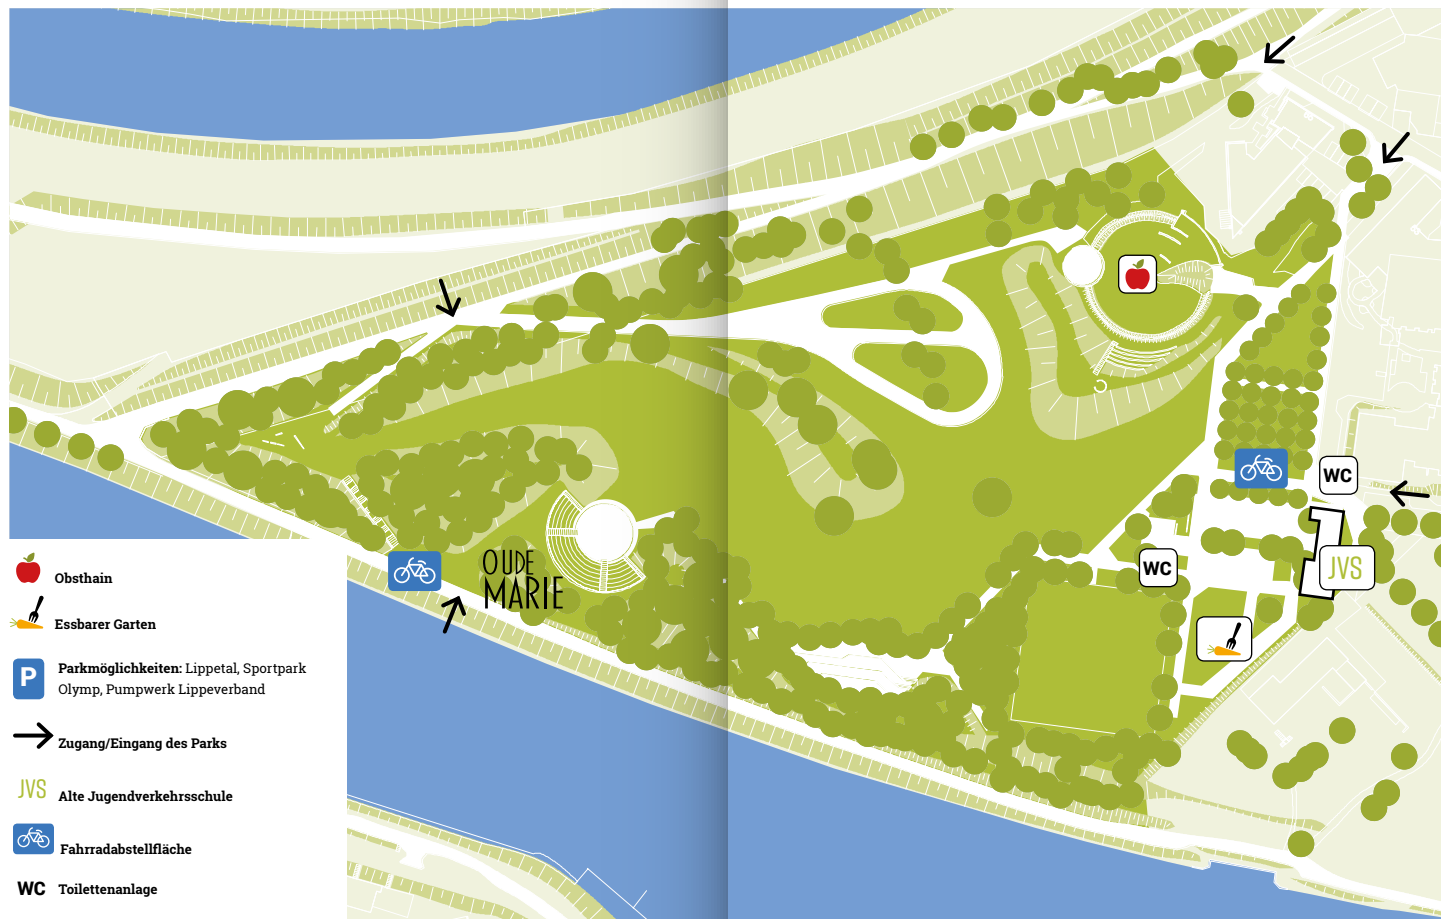 WC
WC
JVS
OUDE
MARIE
Obsthain
Essbarer Garten
P
Parkmöglichkeiten: Lippetal, Sportpark
Olymp, Pumpwerk Lippeverband
Zugang/Eingang des Parks
JVS
Alte Jugendverkehrsschule
Fahrradabstellfläche
WC
Toilettenanlage